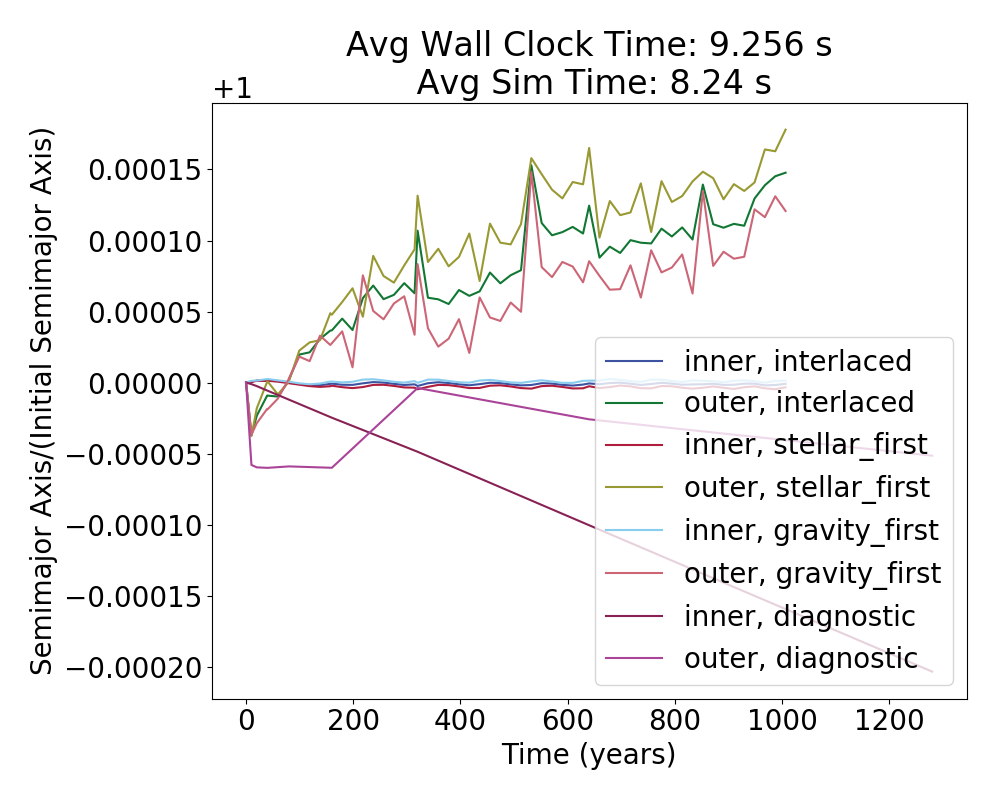 Avg Wall Clock Time: 9.256 s
Avg Sim Time: 8.24 s
+1
Semimajor Axis/(Initial Semimajor Axis)
0.00015
0.00010
0.00005
0.00000
−0.00005
−0.00010
−0.00015
−0.00020
inner, interlaced
outer, interlaced
inner, stellar_first
outer, stellar_first
inner, gravity_first
outer, gravity_first
inner, diagnostic
outer, diagnostic
0 200 400 600 800 1000 1200
Time (years)